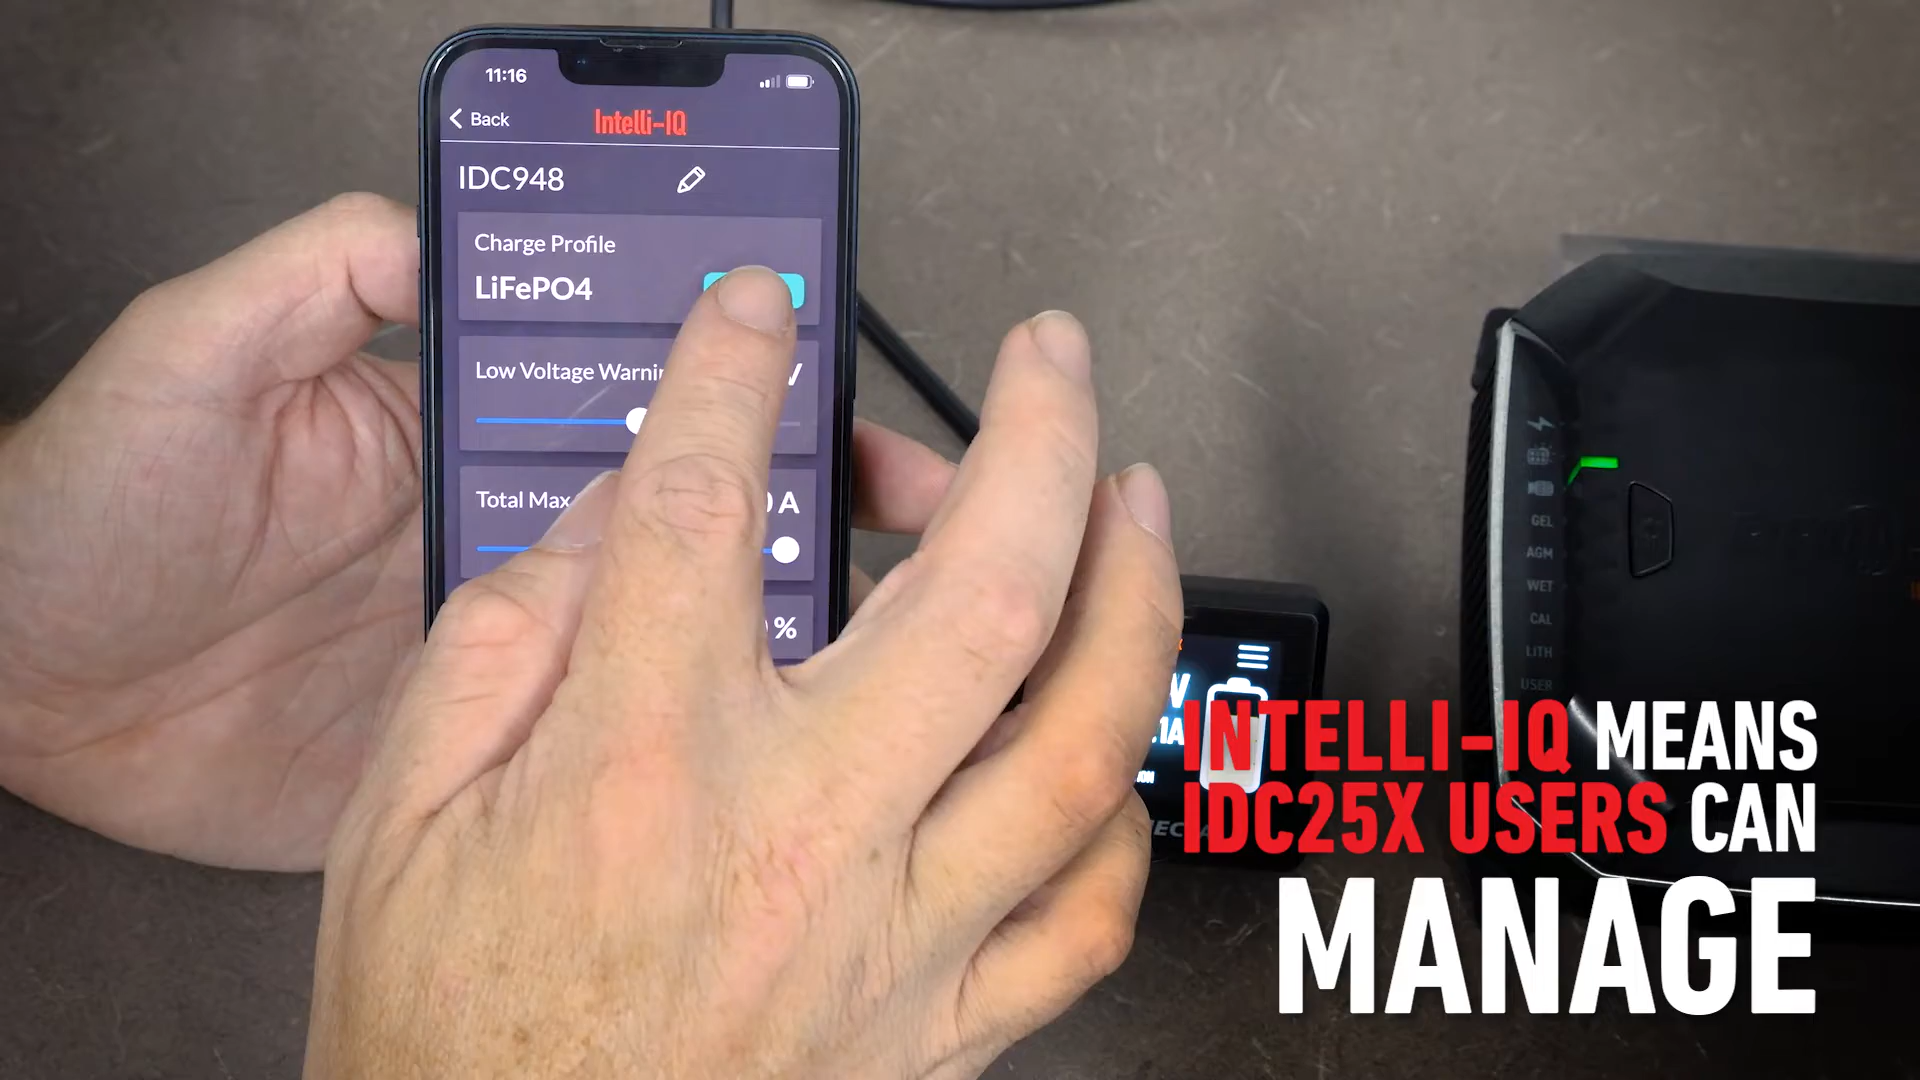 11:16
Back
Intelli-IQ
IDC948
Charge Profile
LiFePO4
Low Voltage
V
Total Max
A
%
GEL
AGM
WET
CAL
LITH
USER
INTELLI-IQ MEANS
IDC25X USERS CAN
MANAGE